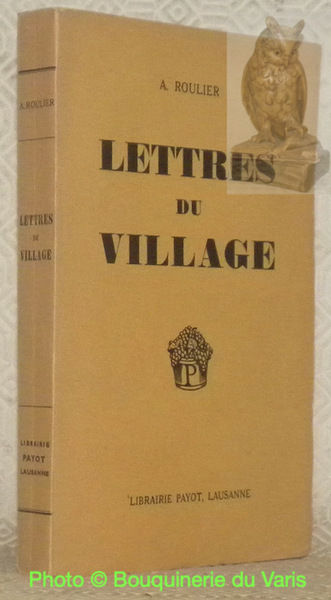 A. ROULIER
LETTRES
DU
VILLAGE
P
LIBRAIRIE PAYOT, LAUSANNE
A. ROULIER
LETTRES
DU
VILLAGE
LIBRAIRIE
PAYOT
LAUSANNE
Photo © Bouquinerie du Varis